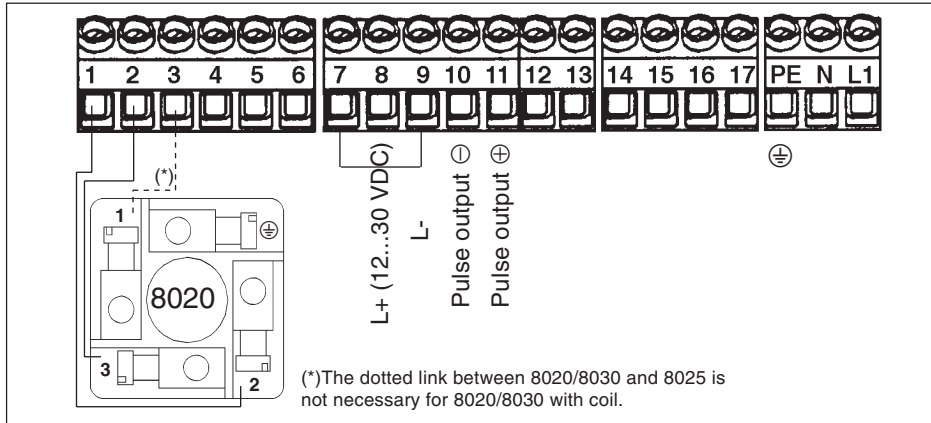 1 2 3 4 5 6 7 8 9 10 11 12 13 14 15 16 17 PE N L1
(*)
1
8020
3
2
L+ (12...30 VDC)
L-
Pulse output ⊖
Pulse output ⊕
(*)The dotted link between 8020/8030 and 8025 is
not necessary for 8020/8030 with coil.